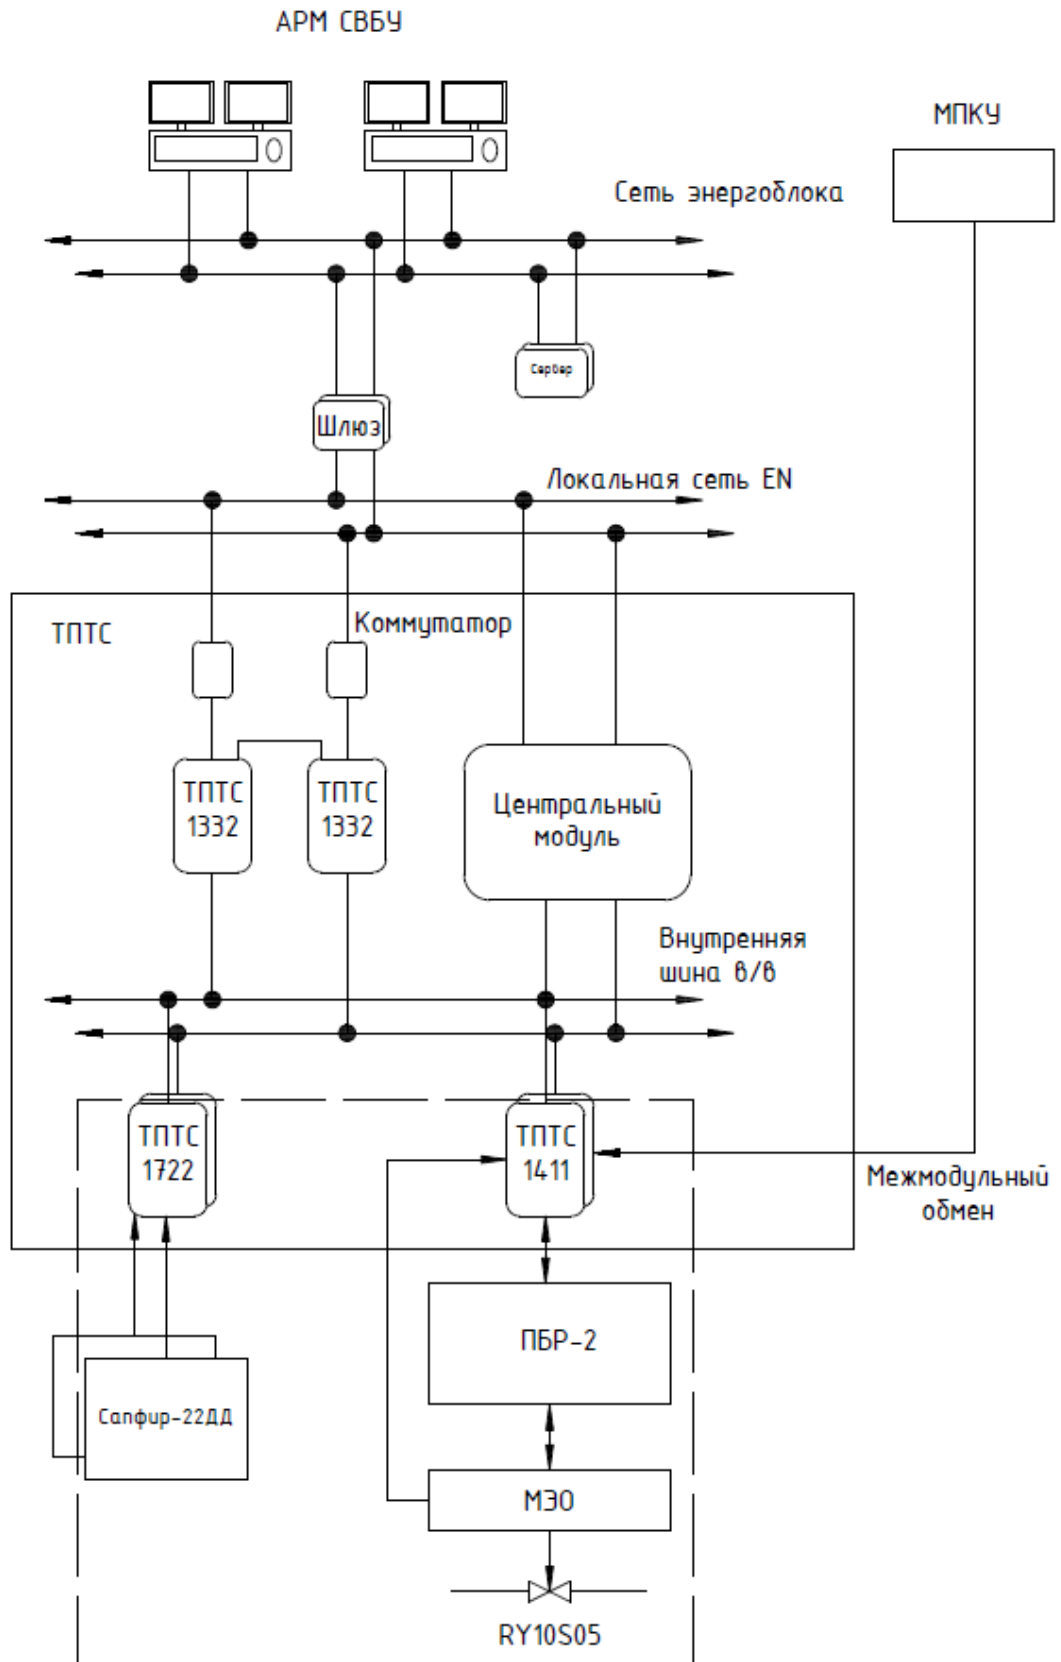 АРМ СВБУ
МПКУ
Сеть энергоблока
Сервер
Шлюз
Локальная сеть EN
ТПТС
Коммутатор
ТПТС
1332
ТПТС
1332
Центральный
модуль
Внутренняя
шина в/в
ТПТС
1722
ТПТС
1411
Межмодульный
обмен
ПБР-2
Сапфир-22ДД
МЭО
RY10S05